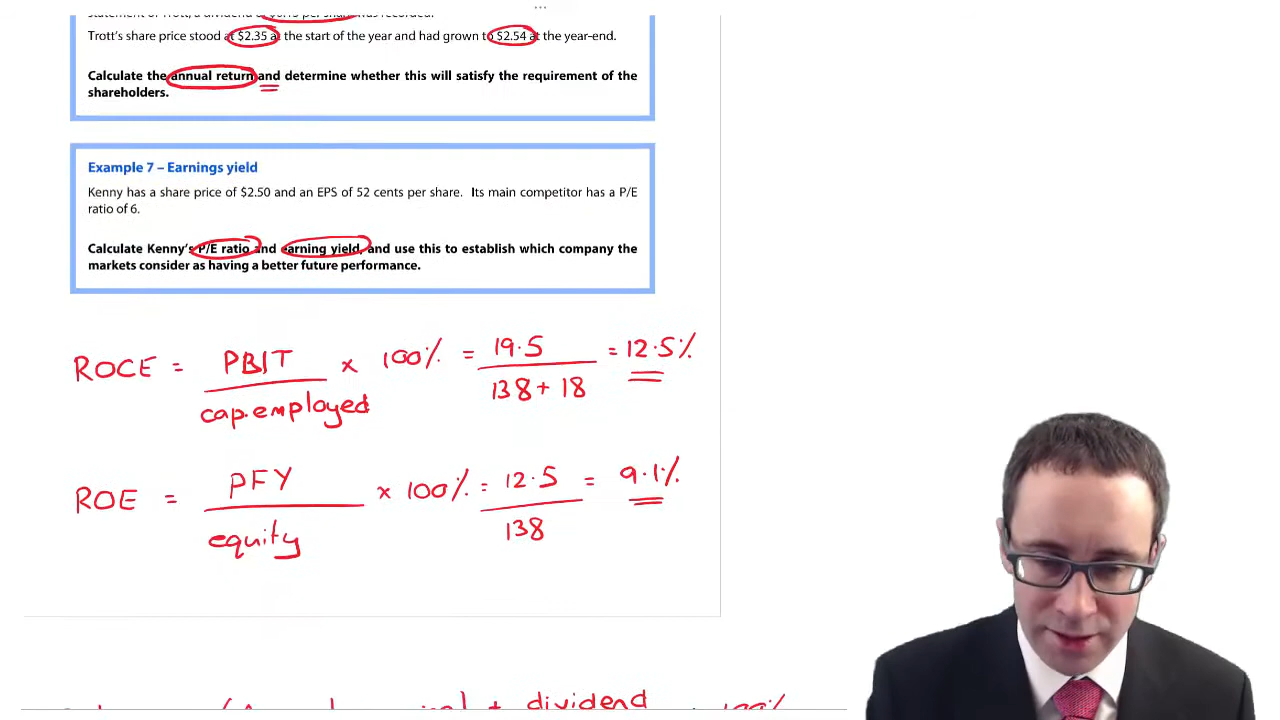 Trott's share price stood at $2.35 at the start of the year and had grown to $2.54 at the year-end.
Calculate the annual return and determine whether this will satisfy the requirement of the
shareholders.
Example 7 – Earnings yield
Kenny has a share price of $2.50 and an EPS of 52 cents per share. Its main competitor has a P/E
ratio of 6.
Calculate Kenny's P/E ratio and earning yield, and use this to establish which company the
markets consider as having a better future performance.
ROCE = PBIT / cap.employed × 100% = 19.5 / 138 + 18 = 12.5%
ROE = PFY / equity × 100% = 12.5 / 138 = 9.1%
+ dividend